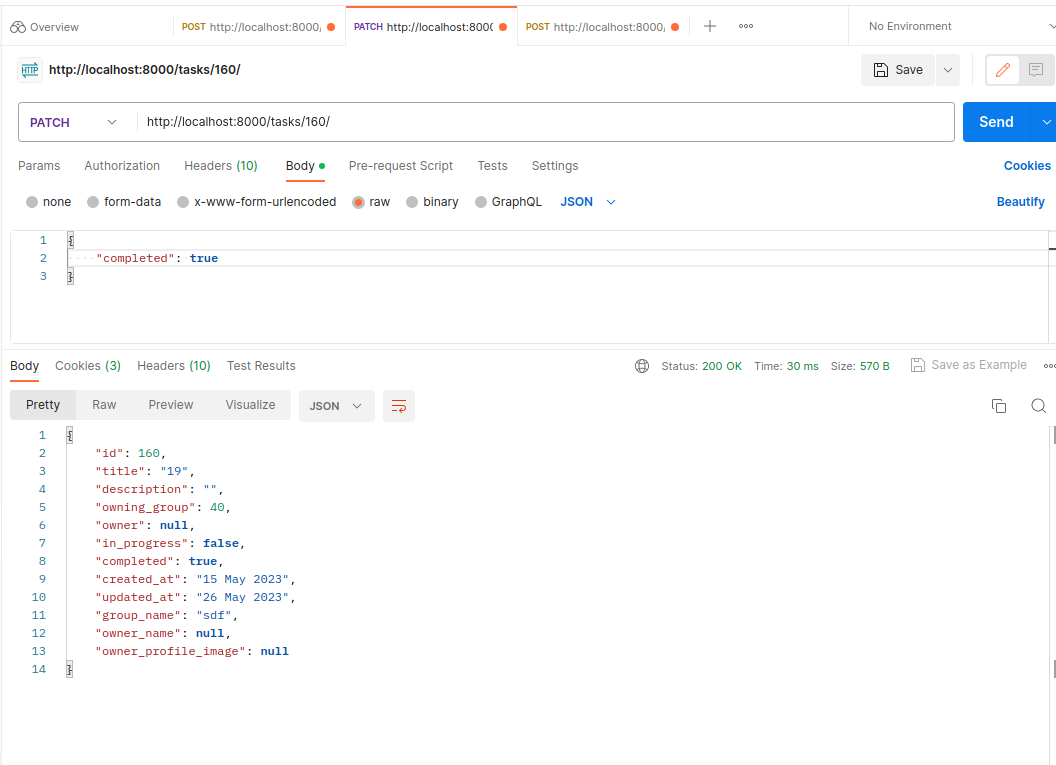 Overview POST http://localhost:8000, PATCH http://localhost:8000 POST http://localhost:8000, No Environment
HTTP http://localhost:8000/tasks/160/ Save
PATCH http://localhost:8000/tasks/160/ Send
Params Authorization Headers (10) Body Pre-request Script Tests Settings Cookies
none form-data x-www-form-urlencoded raw binary GraphQL JSON Beautify
1 {
2 "completed": true
3 }
Body Cookies (3) Headers (10) Test Results Status: 200 OK Time: 30 ms Size: 570 B Save as Example
Pretty Raw Preview Visualize JSON
1 {
2 "id": 160,
3 "title": "19",
4 "description": "",
5 "owning_group": 40,
6 "owner": null,
7 "in_progress": false,
8 "completed": true,
9 "created_at": "15 May 2023",
10 "updated_at": "26 May 2023",
11 "group_name": "sdf",
12 "owner_name": null,
13 "owner_profile_image": null
14 }